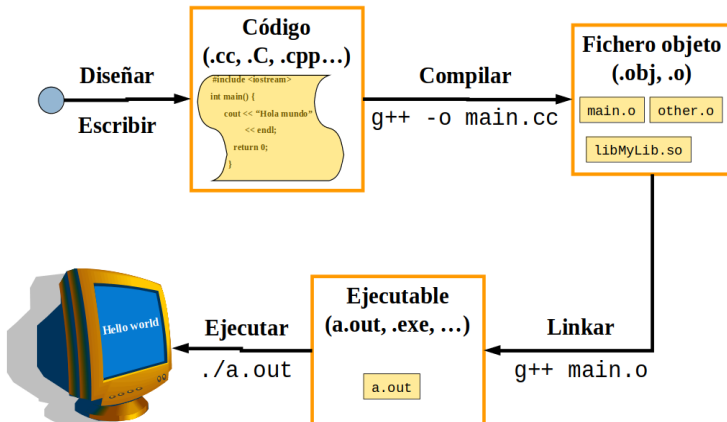 Diseñar
Escribir
Código
(.cc, .C, .cpp…)
#include <iostream>
int main() {
cout << “Hola mundo”
<< endl;
return 0;
}
Compilar
g++ -o main.cc
Fichero objeto
(.obj, .o)
main.o other.o
libMyLib.so
Linkar
g++ main.o
Ejecutable
(a.out, .exe, …)
a.out
Ejecutar
./a.out
Hello world